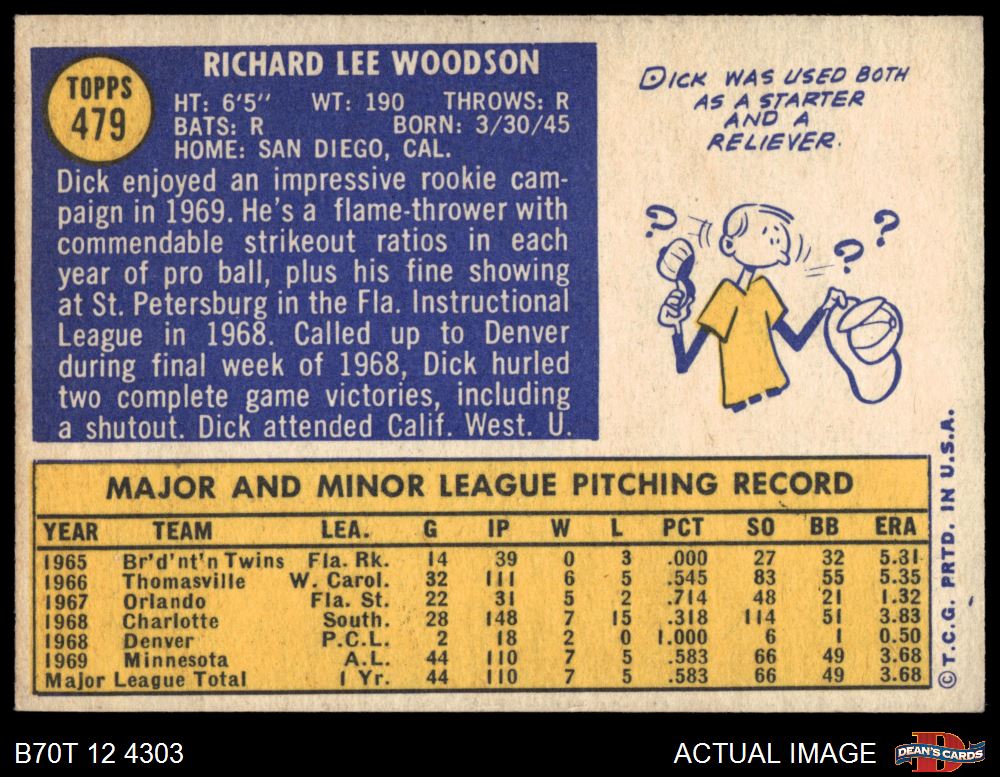 TOPPS
479
RICHARD LEE WOODSON
HT: 6'5" WT: 190 THROWS: R
BATS: R BORN: 3/30/45
HOME: SAN DIEGO, CAL.
Dick enjoyed an impressive rookie cam-
paign in 1969. He's a flame-thrower with
commendable strikeout ratios in each
year of pro ball, plus his fine showing
at St. Petersburg in the Fla. Instructional
League in 1968. Called up to Denver
during final week of 1968, Dick hurled
two complete game victories, including
a shutout. Dick attended Calif. West. U.
DICK WAS USED BOTH
AS A STARTER
AND A
RELIEVER.
? ? ?
MAJOR AND MINOR LEAGUE PITCHING RECORD
YEAR TEAM LEA. G IP W L PCT SO BB ERA
1965 Br'd'nt'n Twins Fla. Rk. 14 39 0 3 .000 27 32 5.31
1966 Thomasville W. Carol. 32 111 6 5 .545 83 55 5.35
1967 Orlando Fla. St. 22 31 5 2 .714 48 21 1.32
1968 Charlotte South. 28 148 7 15 .318 114 51 3.83
1968 Denver P.C.L. 2 18 2 0 1.000 6 1 0.50
1969 Minnesota A.L. 44 110 7 5 .583 66 49 3.68
Major League Total 1 Yr. 44 110 7 5 .583 66 49 3.68
© T.C.G. PRTD. IN U.S.A.
B70T 12 4303
ACTUAL IMAGE
D
DEAN'S CARDS